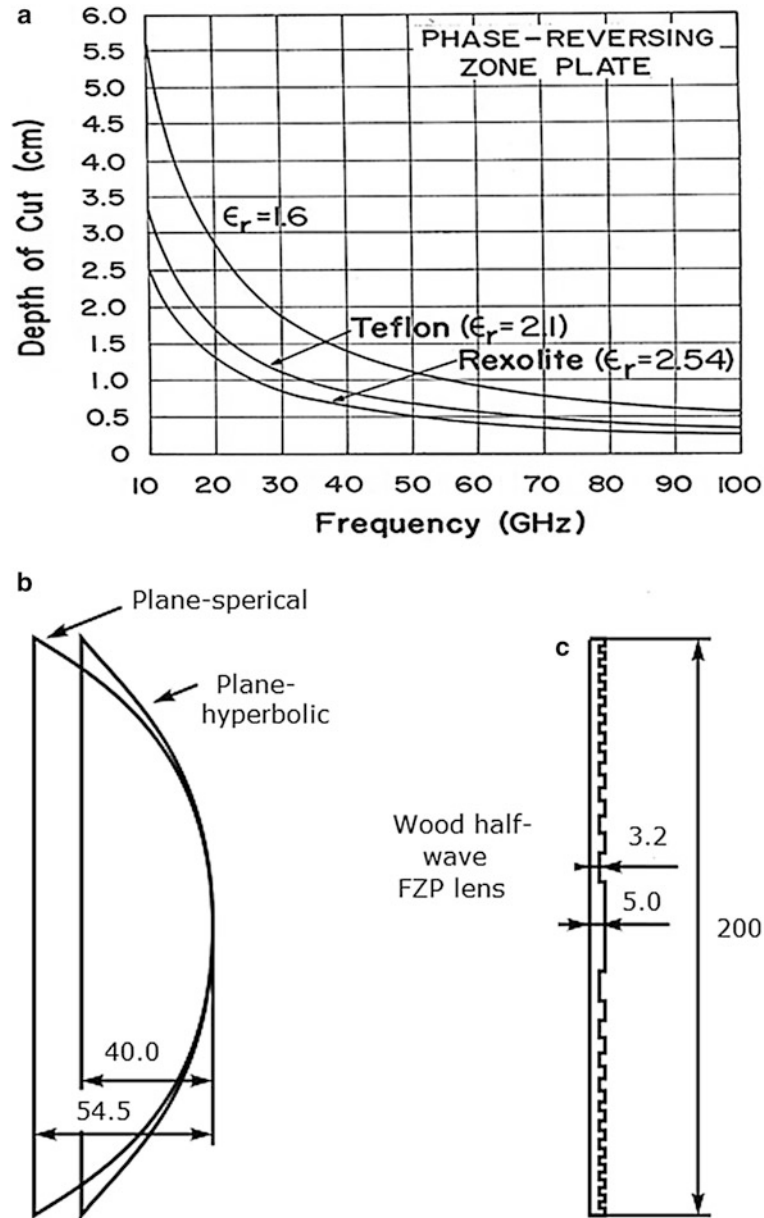 a
PHASE-REVERSING
ZONE PLATE
Depth of Cut (cm)
6.0
5.5
5.0
4.5
4.0
3.5
3.0
2.5
2.0
1.5
1.0
0.5
0
ϵr=1.6
Teflon (ϵr=2.1)
Rexolite (ϵr=2.54)
10 20 30 40 50 60 70 80 90 100
Frequency (GHz)
b
Plane-sperical
Plane-
hyperbolic
40.0
54.5
c
Wood half-
wave
FZP lens
3.2
5.0
200